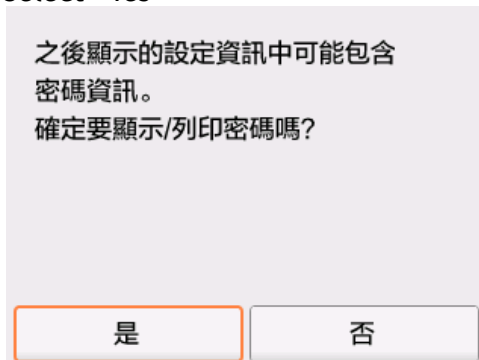 之後顯示的設定資訊中可能包含
密碼資訊。
確定要顯示/列印密碼嗎?
是
否